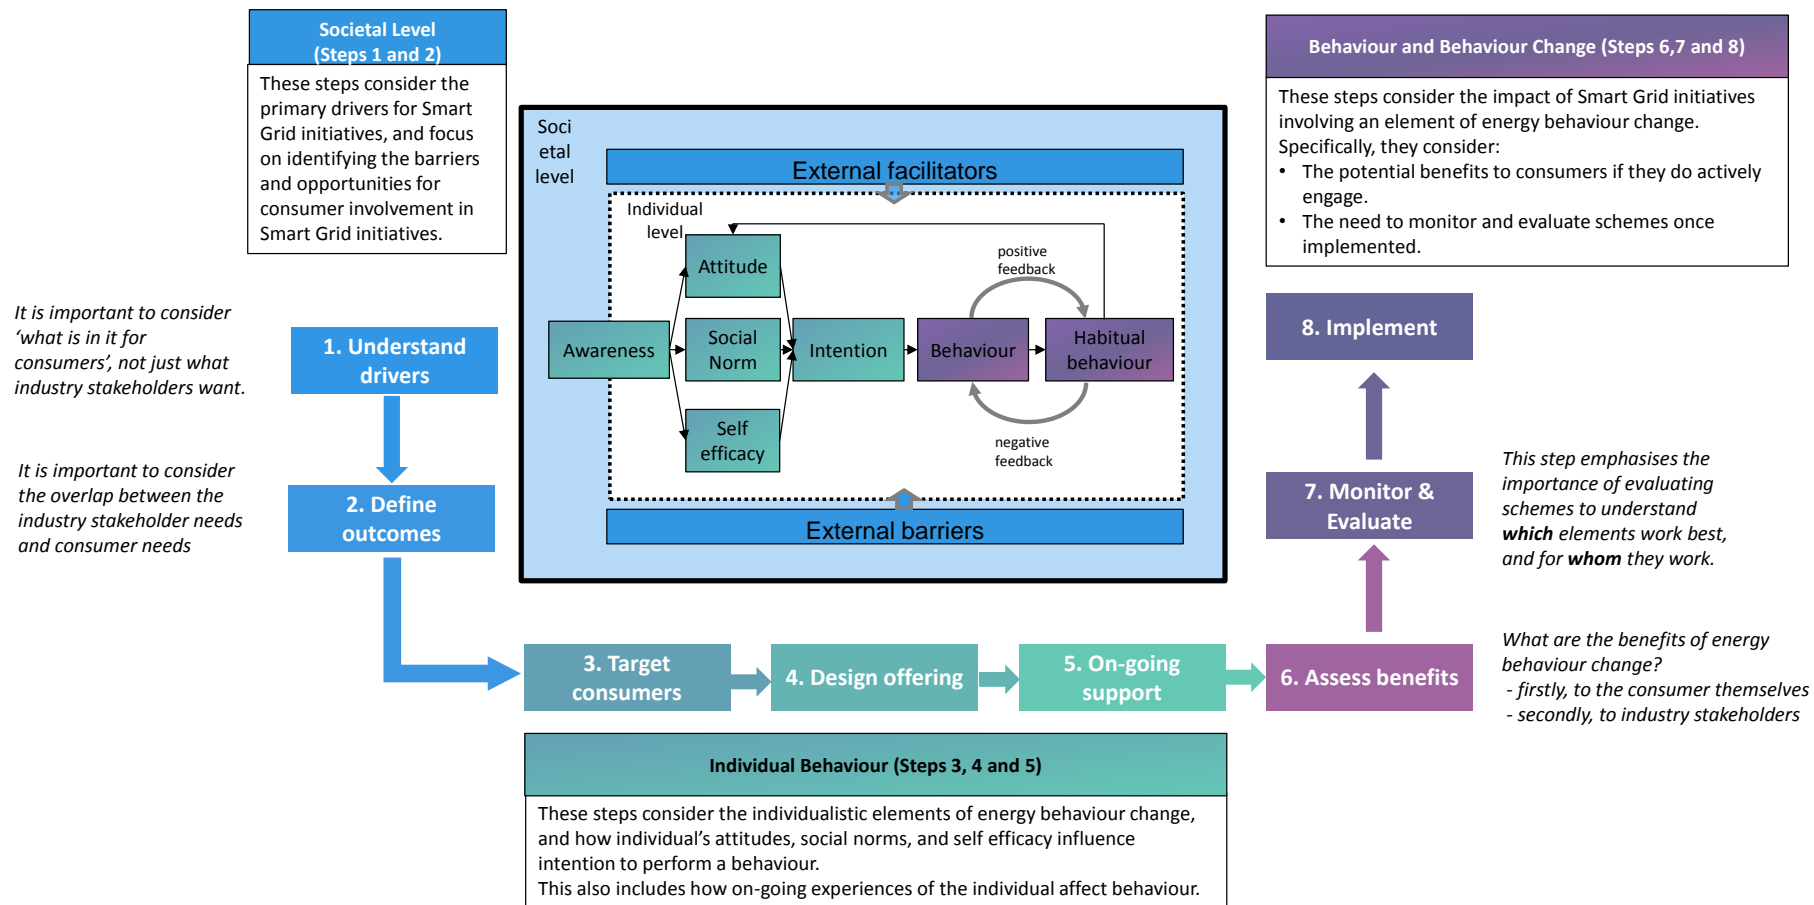 Societal Level
(Steps 1 and 2)
These steps consider the
primary drivers for Smart
Grid initiatives, and focus
on identifying the barriers
and opportunities for
consumer involvement in
Smart Grid initiatives.
Behaviour and Behaviour Change (Steps 6,7 and 8)
These steps consider the impact of Smart Grid initiatives
involving an element of energy behaviour change.
Specifically, they consider:
• The potential benefits to consumers if they do actively
engage.
• The need to monitor and evaluate schemes once
implemented.
Soci
etal
level
External facilitators
Individual
level
Attitude
positive
feedback
Awareness
Social
Norm
Intention
Behaviour
Habitual
behaviour
Self
efficacy
negative
feedback
External barriers
It is important to consider
‘what is in it for
consumers’, not just what
industry stakeholders want.
1. Understand
drivers
It is important to consider
the overlap between the
industry stakeholder needs
and consumer needs
2. Define
outcomes
3. Target
consumers
4. Design offering
5. On-going
support
6. Assess benefits
What are the benefits of energy
behaviour change?
- firstly, to the consumer themselves
- secondly, to industry stakeholders
7. Monitor &
Evaluate
This step emphasises the
importance of evaluating
schemes to understand
which elements work best,
and for whom they work.
8. Implement
Individual Behaviour (Steps 3, 4 and 5)
These steps consider the individualistic elements of energy behaviour change,
and how individual’s attitudes, social norms, and self efficacy influence
intention to perform a behaviour.
This also includes how on-going experiences of the individual affect behaviour.